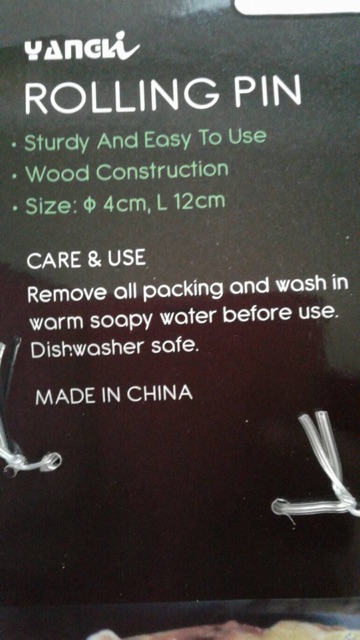 YANGLi
ROLLING PIN
• Sturdy And Easy To Use
• Wood Construction
• Size: Φ 4cm, L 12cm
CARE & USE
Remove all packing and wash in
warm soapy water before use.
Dishwasher safe.
MADE IN CHINA